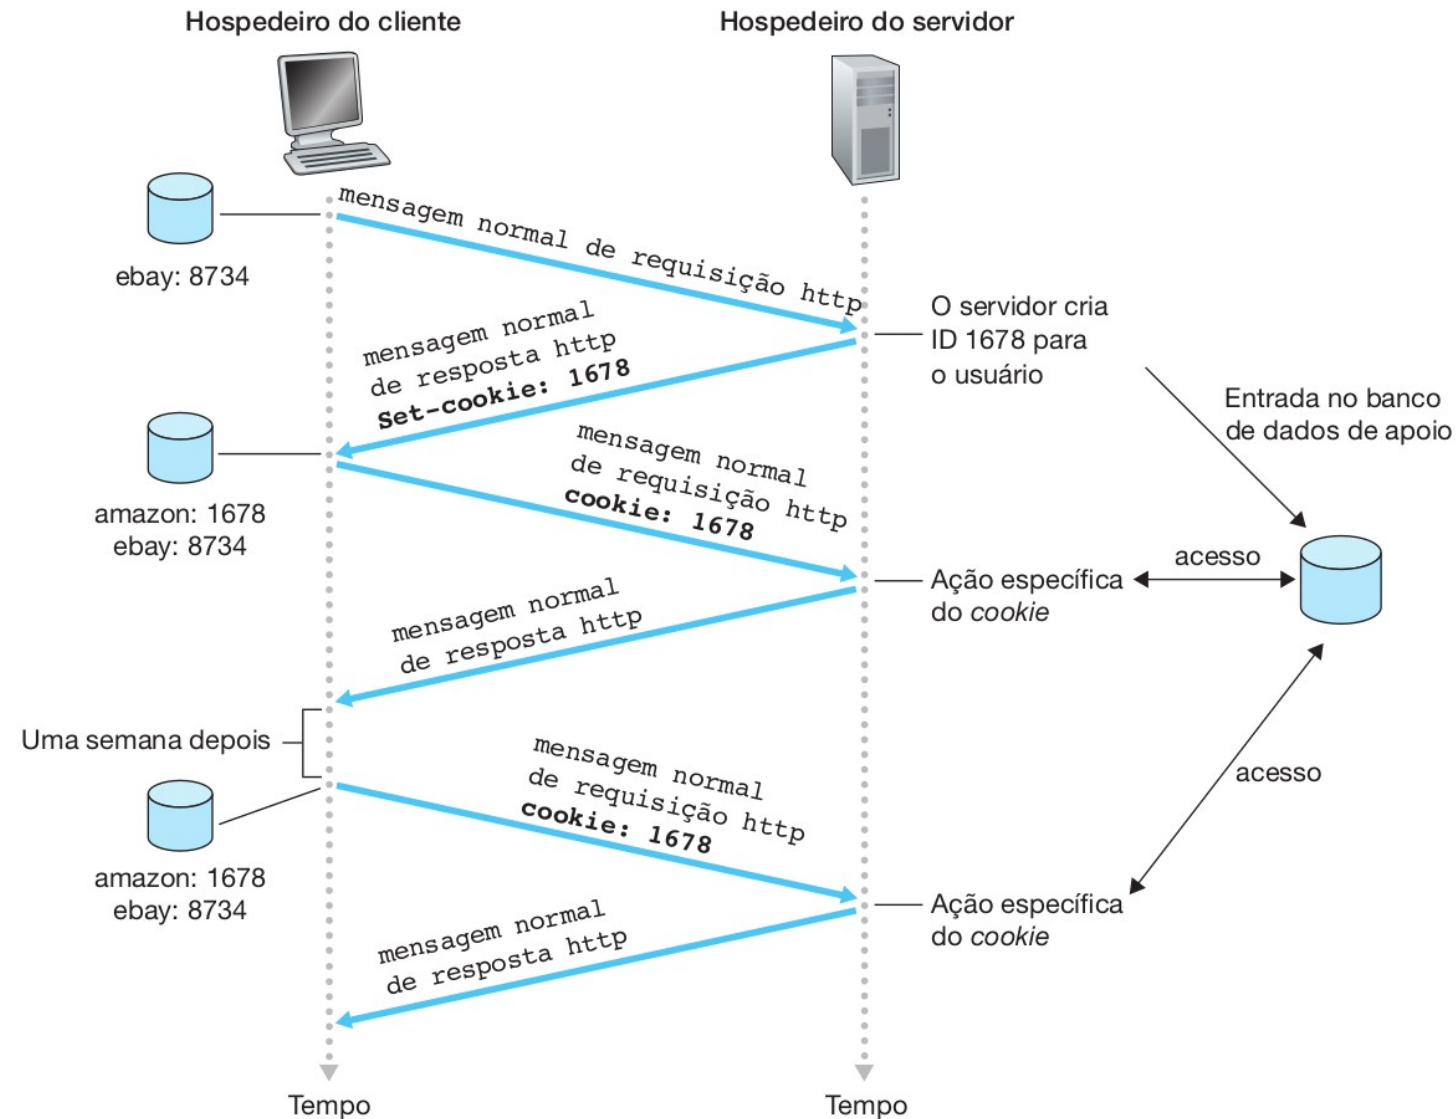 Hospedeiro do cliente
Hospedeiro do servidor
mensagem normal de requisição http
ebay: 8734
O servidor cria
ID 1678 para
o usuário
mensagem normal
de resposta http
Set-cookie: 1678
Entrada no banco
de dados de apoio
amazon: 1678
ebay: 8734
mensagem normal
de requisição http
cookie: 1678
acesso
Ação específica
do cookie
mensagem normal
de resposta http
Uma semana depois
amazon: 1678
ebay: 8734
mensagem normal
de requisição http
cookie: 1678
acesso
Ação específica
do cookie
mensagem normal
de resposta http
Tempo
Tempo